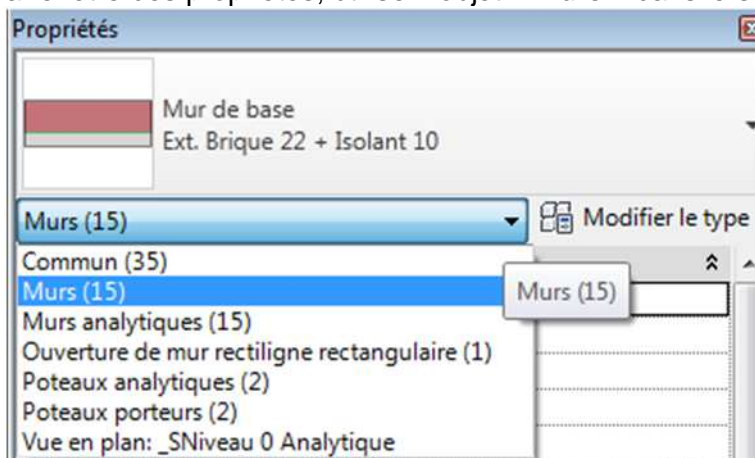 Propriétés
Mur de base
Ext. Brique 22 + Isolant 10
Murs (15)
Modifier le type
Commun (35)
Murs (15)
Murs (15)
Murs analytiques (15)
Ouverture de mur rectiligne rectangulaire (1)
Poteaux analytiques (2)
Poteaux porteurs (2)
Vue en plan: _SNiveau 0 Analytique